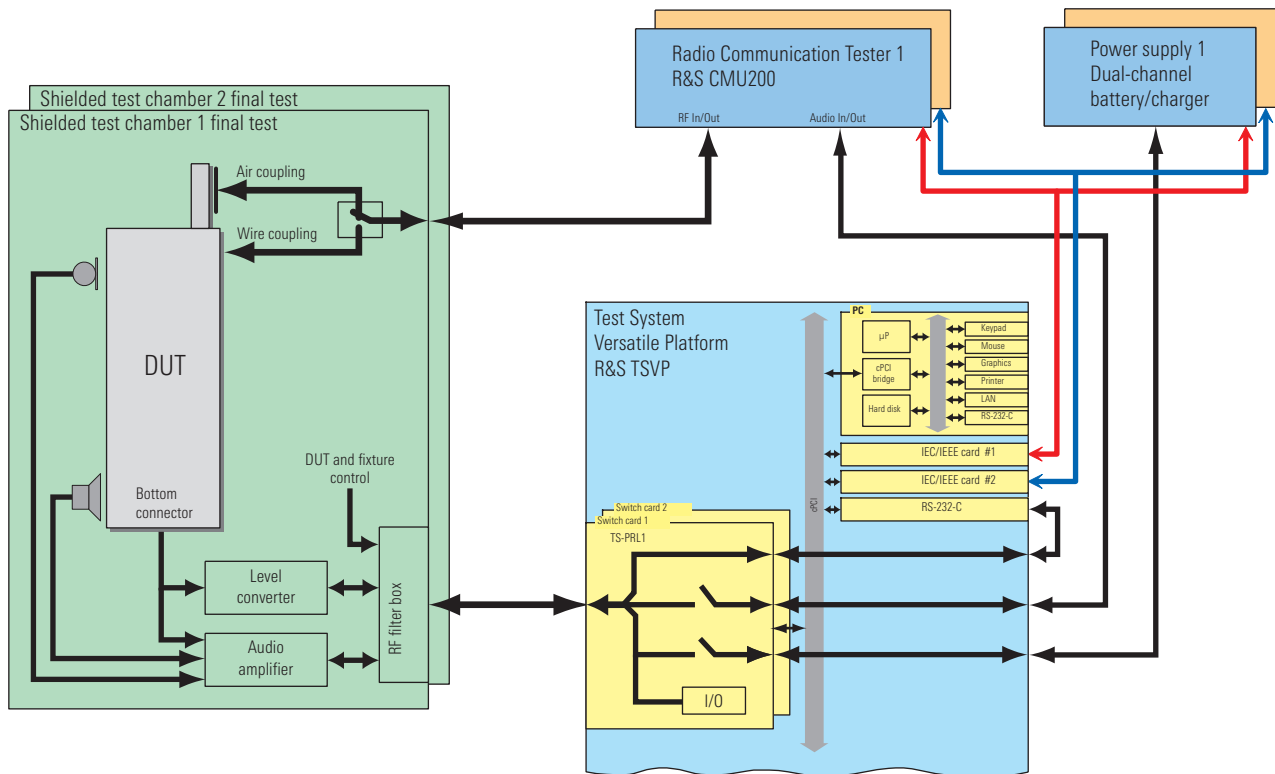 Shielded test chamber 2 final test
Shielded test chamber 1 final test
Air coupling
Wire coupling
DUT
Bottom
connector
DUT and fixture
control
Level
converter
Audio
amplifier
RF filter box
Radio Communication Tester 1
R&S CMU200
RF In/Out
Audio In/Out
Power supply 1
Dual-channel
battery/charger
Test System
Versatile Platform
R&S TSVP
PC
µP
cPCI
bridge
Hard disk
Keypad
Mouse
Graphics
Printer
LAN
RS-232-C
IEC/IEEE card #1
IEC/IEEE card #2
RS-232-C
cPCI
Switch card 2
Switch card 1
TS-PRL1
I/O